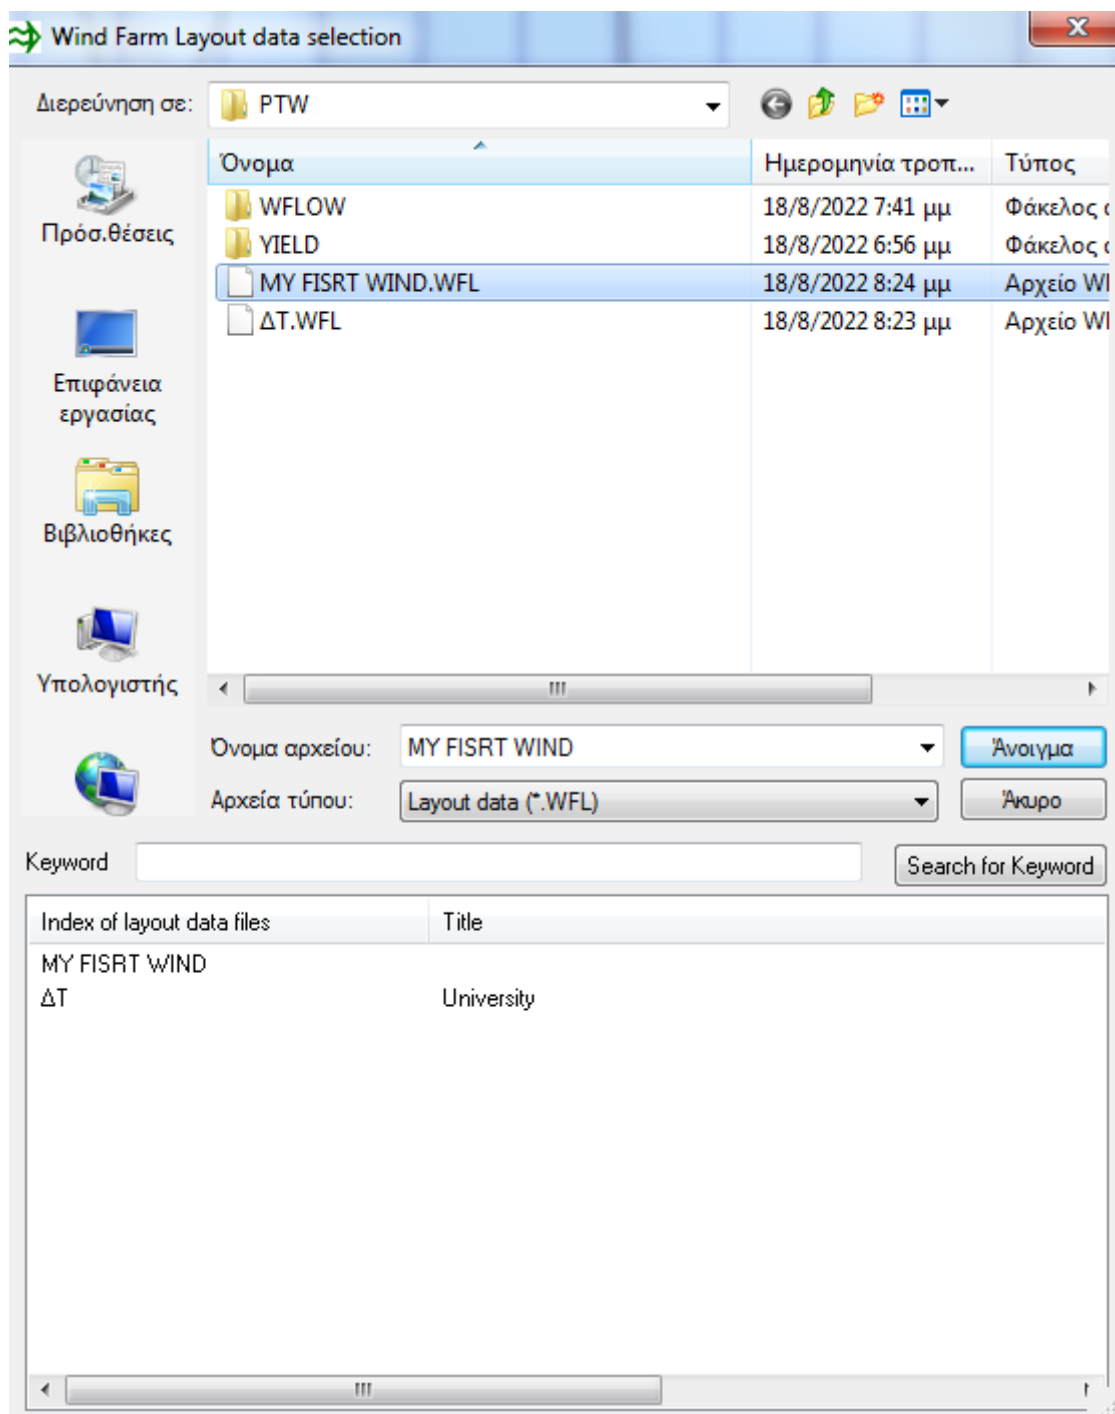 Wind Farm Layout data selection
Διερεύνηση σε: PTW
Όνομα Ημερομηνία τροπ... Τύπος
WFLOW 18/8/2022 7:41 μμ Φάκελος
YIELD 18/8/2022 6:56 μμ Φάκελος
MY FISRT WIND.WFL 18/8/2022 8:24 μμ Αρχείο
ΔΤ.WFL 18/8/2022 8:23 μμ Αρχείο
Πρόσ.θέσεις
Επιφάνεια
εργασίας
Βιβλιοθήκες
Υπολογιστής
Όνομα αρχείου: MY FISRT WIND Άνοιγμα
Αρχεία τύπου: Layout data (*.WFL) Άκυρο
Keyword Search for Keyword
Index of layout data files Title
MY FISRT WIND
ΔΤ University